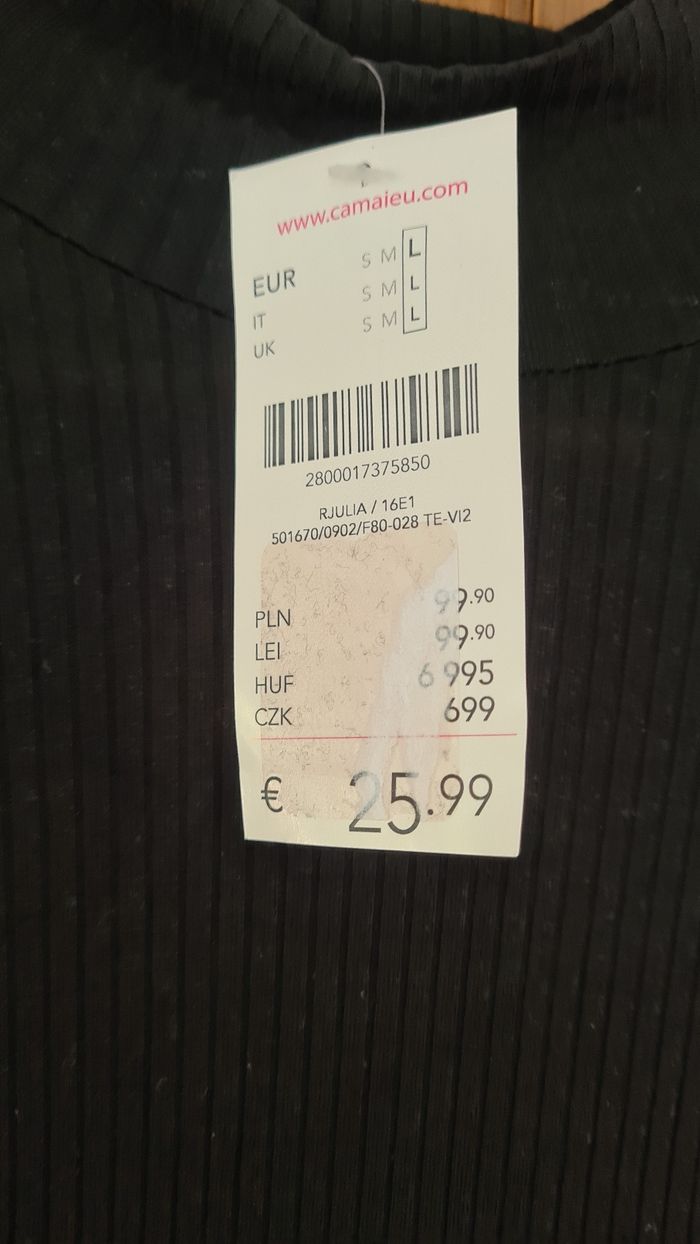 www.camaieu.com
EUR S M L
IT S M L
UK S M L
2800017375850
RJULIA / 16E1
501670/0902/F80-028 TE-VI2
PLN 99.90
LEI 99.90
HUF 6 995
CZK 699
€ 25.99